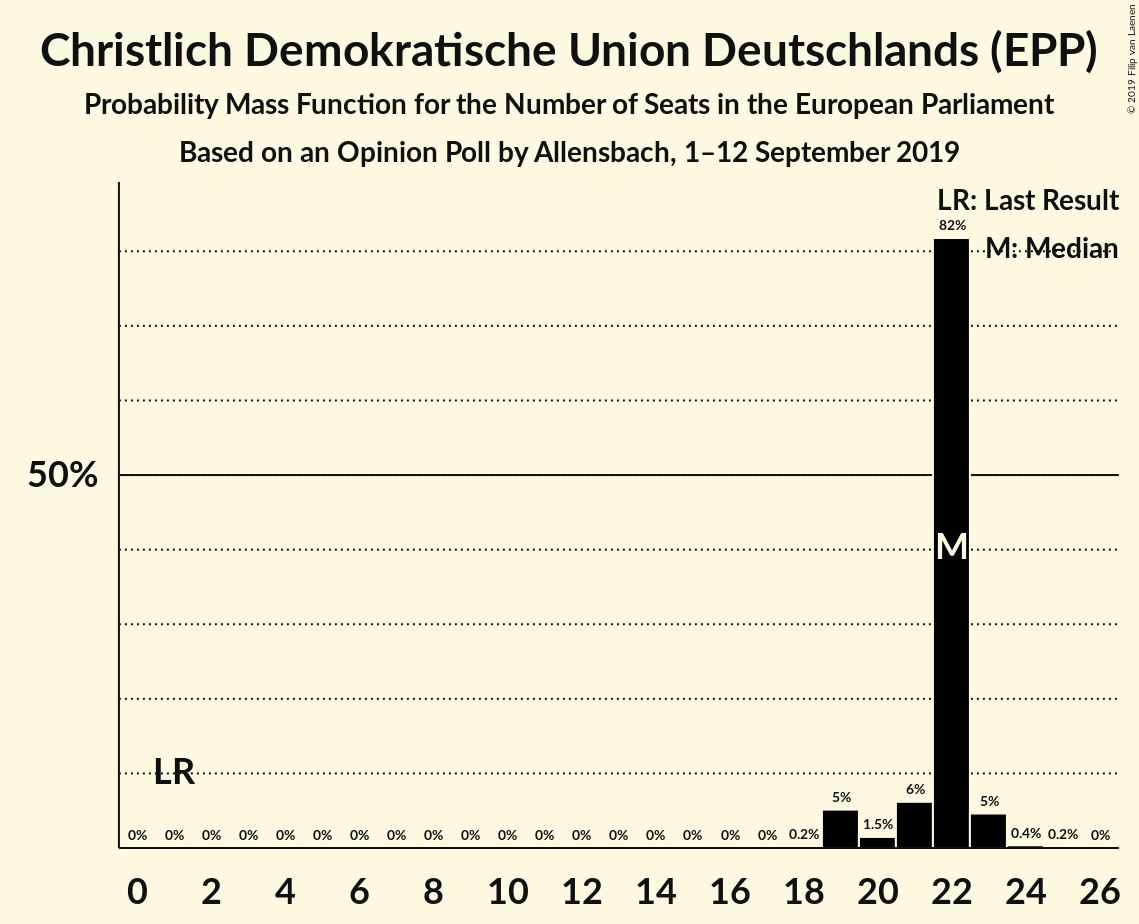 Christlich Demokratische Union Deutschlands (EPP)
Probability Mass Function for the Number of Seats in the European Parliament
Based on an Opinion Poll by Allensbach, 1–12 September 2019
© 2019 Filip van Laenen
LR: Last Result
82%
M: Median
50%
M
LR
5%
6%
5%
0% 0% 0% 0% 0% 0% 0% 0% 0% 0% 0% 0% 0% 0% 0% 0% 0% 0% 0.2% 1.5% 0.4% 0.2% 0%
0 2 4 6 8 10 12 14 16 18 20 22 24 26